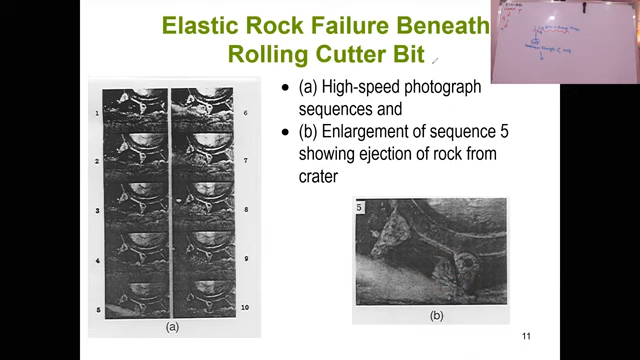 Elastic Rock Failure Beneath
Rolling Cutter Bit
• (a) High-speed photograph
sequences and
• (b) Enlargement of sequence 5
showing ejection of rock from
crater
1
6
2
7
3
8
4
9
5
10
(a)
5
(b)
11